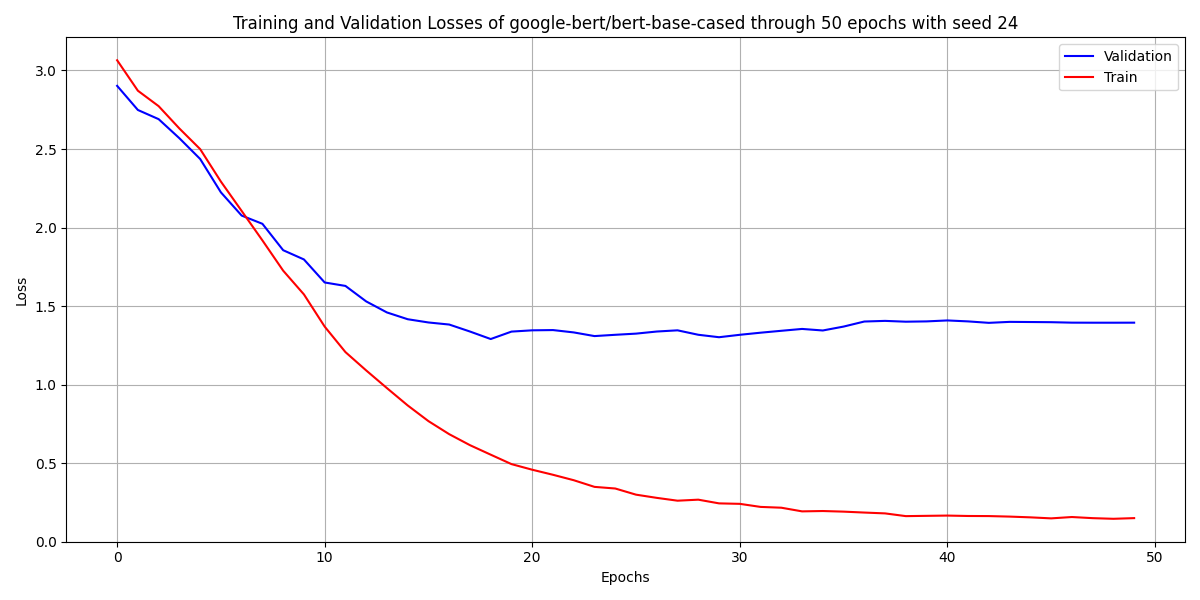 Training and Validation Losses of google-bert/bert-base-cased through 50 epochs with seed 24
Validation
Train
Loss
3.0
2.5
2.0
1.5
1.0
0.5
0.0
0 10 20 30 40 50
Epochs